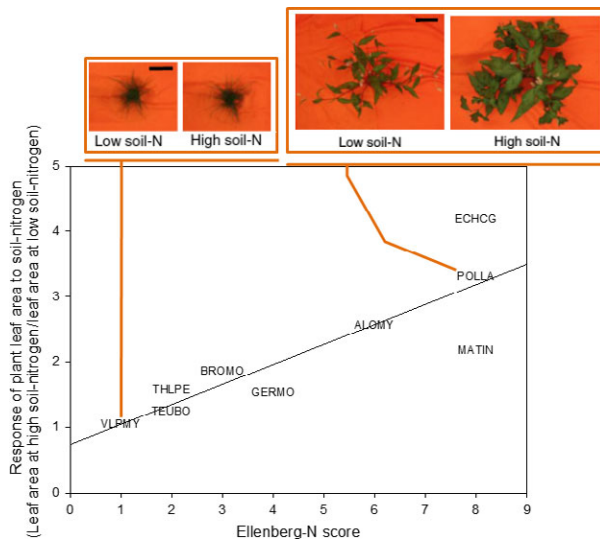 Low soil-N High soil-N
Low soil-N High soil-N
Response of plant leaf area to soil-nitrogen
(Leaf area at high soil-nitrogen/leaf area at low soil-nitrogen)
5
4
3
2
1
0
ECHCG
POLLA
ALOMY
MATIN
BROMO
THLPE
GERMO
TEUBO
VLPMY
0 1 2 3 4 5 6 7 8 9
Ellenberg-N score